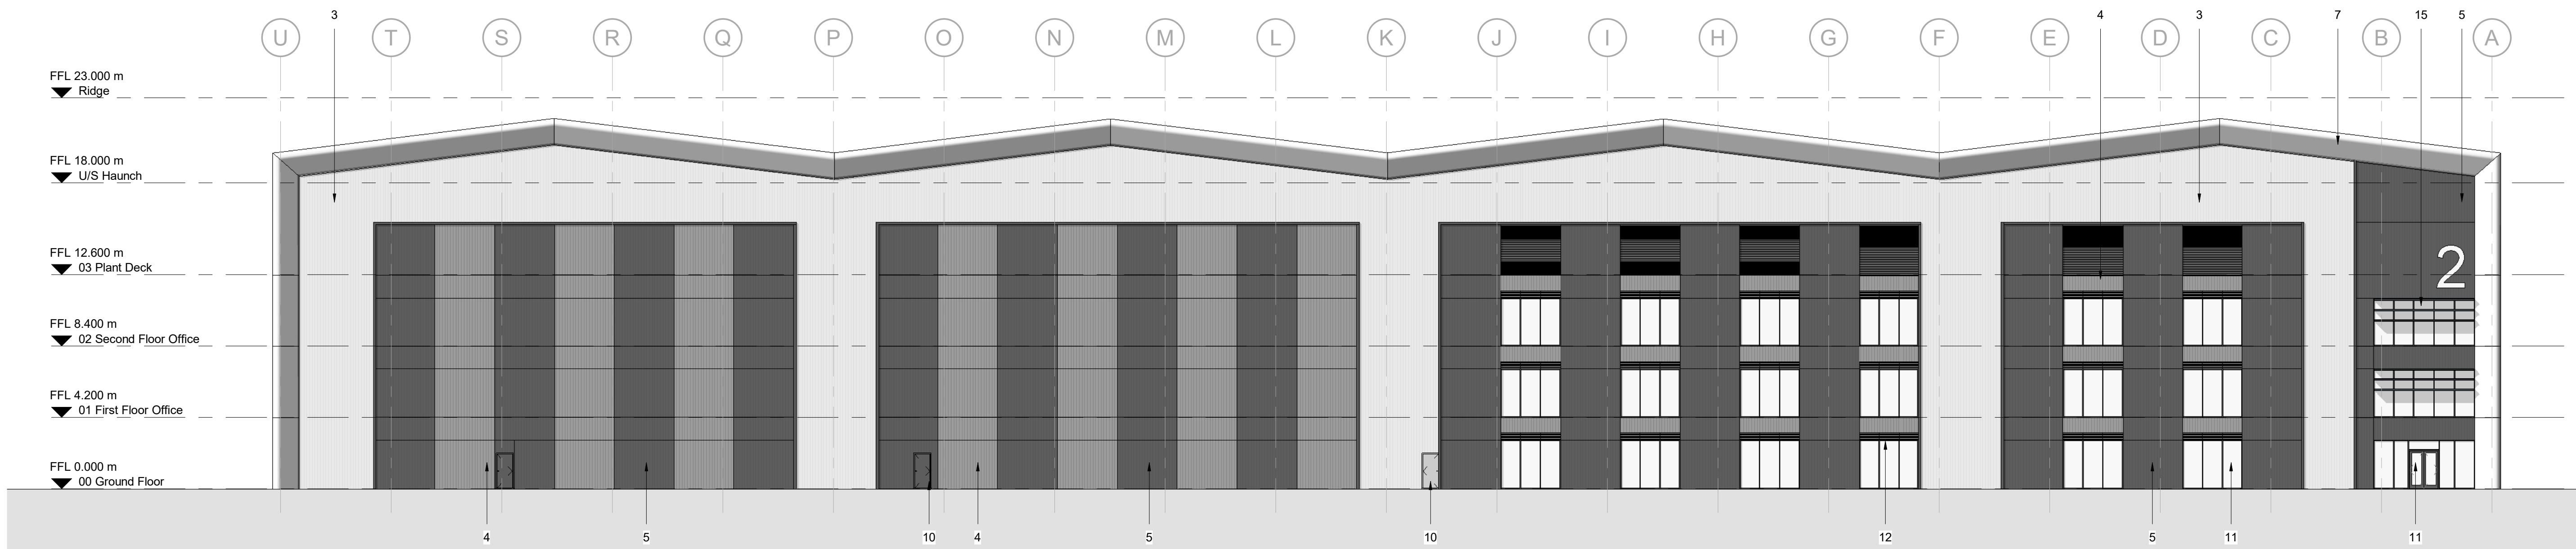 3 4 3 7 15 5
U T S R Q P O N M L K J I H G F E D C B A
FFL 23.000 m
Ridge
FFL 18.000 m
U/S Haunch
FFL 12.600 m
03 Plant Deck
2
FFL 8.400 m
02 Second Floor Office
FFL 4.200 m
01 First Floor Office
FFL 0.000 m
00 Ground Floor
4 5 10 4 5 10 12 5 11 11